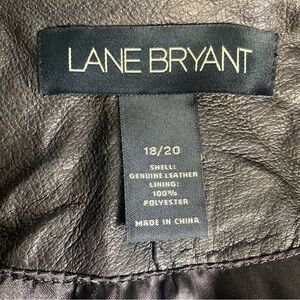 LANE BRYANT
18/20
SHELL:
GENUINE LEATHER
LINING:
100%
POLYESTER
MADE IN CHINA